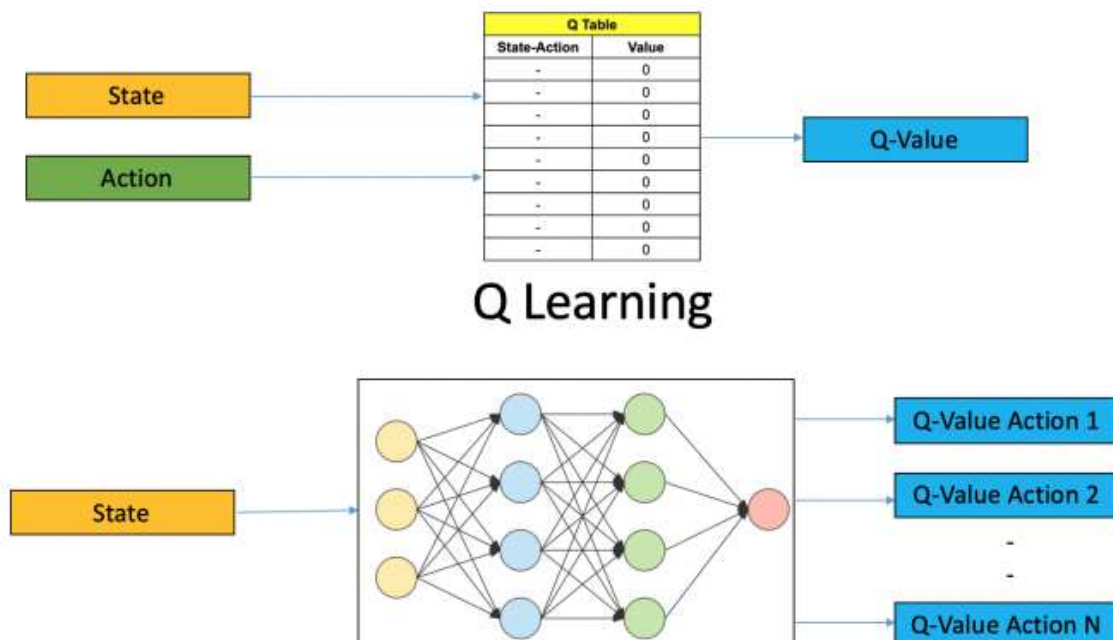 Q Table
State-Action Value
- 0
- 0
- 0
- 0
- 0
- 0
- 0
- 0
- 0
State
Action
Q-Value
Q Learning
State
Q-Value Action 1
Q-Value Action 2
-
-
Q-Value Action N